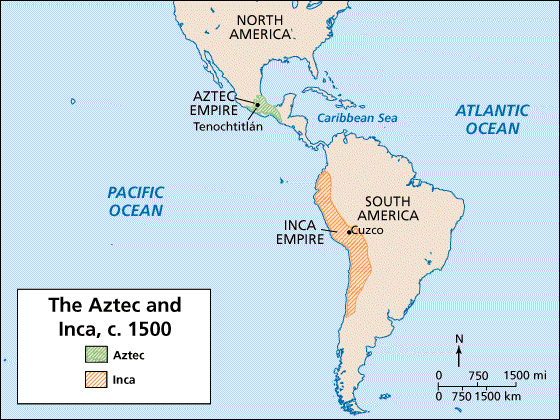 NORTH
AMERICA
AZTEC
EMPIRE
Tenochtitlán
Caribbean Sea
ATLANTIC
OCEAN
PACIFIC
OCEAN
SOUTH
AMERICA
INCA
EMPIRE
Cuzco
The Aztec and
Inca, c. 1500
Aztec
Inca
N
0 750 1500 mi
0 750 1500 km